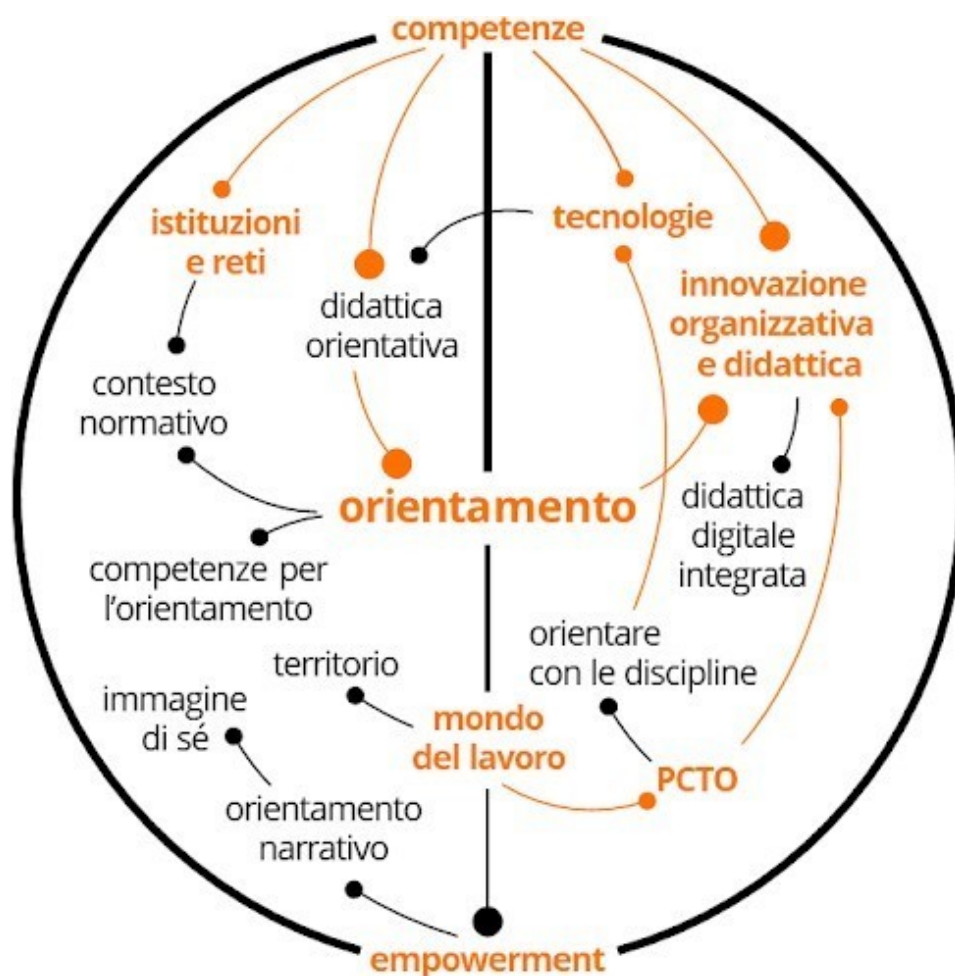 competenze
istituzioni
e reti
tecnologie
didattica
orientativa
innovazione
organizzativa
e didattica
contesto
normativo
orientamento
didattica
digitale
integrata
competenze per
l'orientamento
orientare
con le discipline
territorio
immagine
di sé
mondo
del lavoro
PCTO
orientamento
narrativo
empowerment